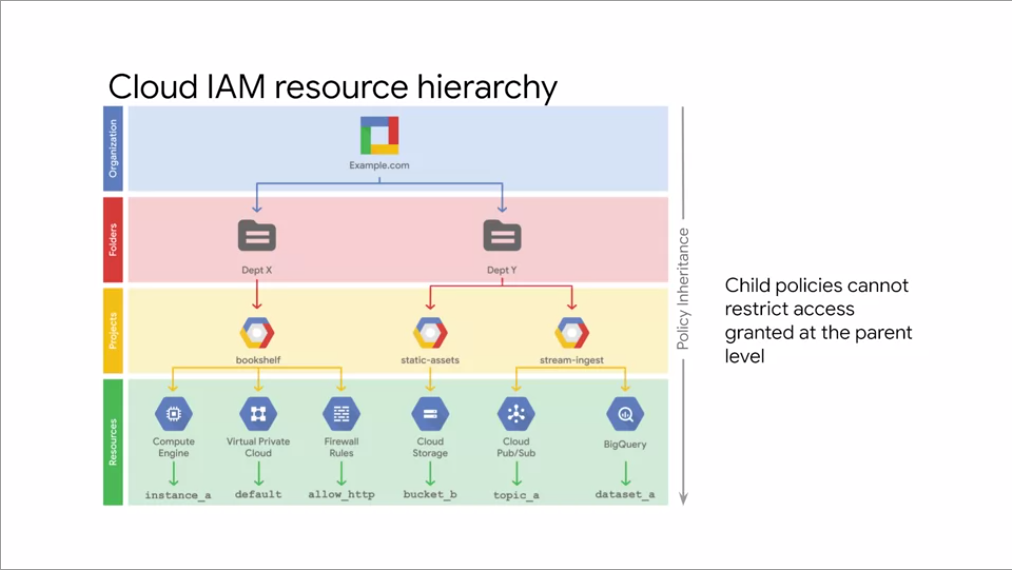 Cloud IAM resource hierarchy
Organization
Example.com
Folders
Dept X
Dept Y
Projects
bookshelf
static-assets
stream-ingest
Resources
Compute
Engine
Virtual Private
Cloud
Firewall
Rules
Cloud
Storage
Cloud
Pub/Sub
BigQuery
instance_a
default
allow_http
bucket_b
topic_a
dataset_a
Policy Inheritance
Child policies cannot
restrict access
granted at the parent
level